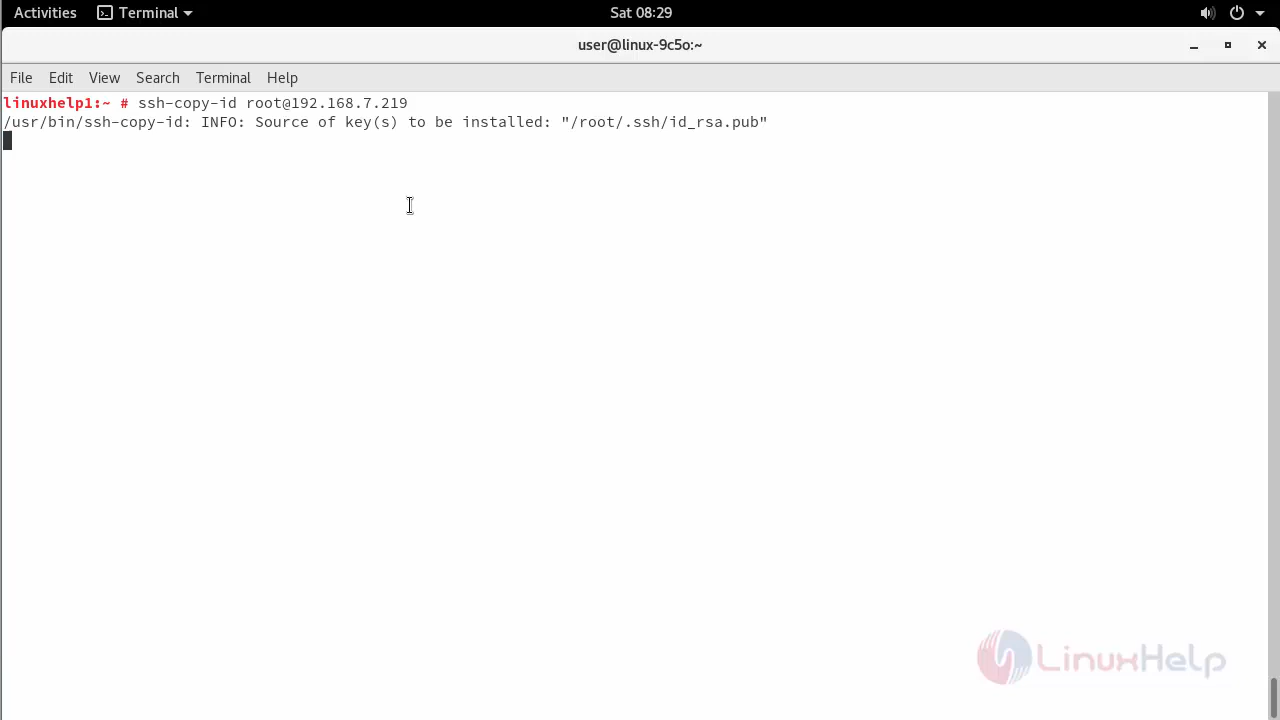 Activities Terminal Sat 08:29
user@linux-9c5o:~
File Edit View Search Terminal Help
linuxhelp1:~ # ssh-copy-id root@192.168.7.219
/usr/bin/ssh-copy-id: INFO: Source of key(s) to be installed: "/root/.ssh/id_rsa.pub"
LinuxHelp